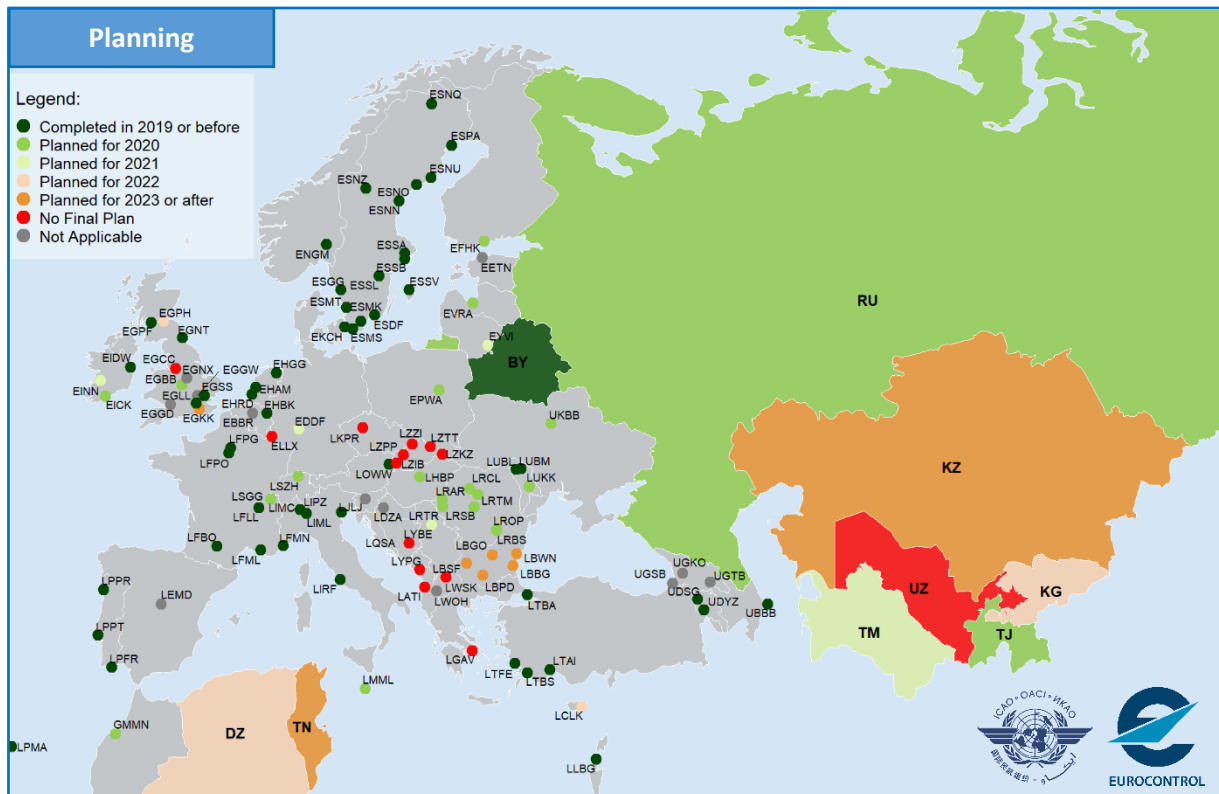 Planning
Legend:
Completed in 2019 or before
Planned for 2020
Planned for 2021
Planned for 2022
Planned for 2023 or after
No Final Plan
Not Applicable
ESNQ
ESPA
ESNU
ESNZ
ESNO
ESNN
ENGM
ESSA
EFHK
ESSB
EETN
ESGG
ESSL
ESSV
ESMT
ESMK
EVRA
RU
EGPH
EGPF
EGNT
EKCH
ESDF
ESMS
EYVI
EIDW
EGCC
EGNX
EGGW
EHGG
BY
EINN
EGBB
EGSS
EHAM
EICK
EGLL
EHRD
EHBK
EPWA
EGGD
EGKK
EBBR
EDDF
UKBB
LFPG
ELLX
LKPR
LZZI
LZTT
LFPO
LZPP
LZKZ
LZIB
LUBL
LUBM
KZ
LOWW
LSZH
LHBP
LRCL
LUKK
LSGG
LIPZ
LRAR
LFLL
LIMC
LJLJ
LRTM
LIML
LDZA
LRTR
LRSB
LFBO
LFMN
LYBE
LROP
LFML
LQSA
LBGO
LRBS
LBWN
LPPR
LYPG
LBSF
LBBG
UGKO
LEMD
LIRF
LATI
LWSK
LBPD
UGSB
UGTB
UZ
KG
LWOH
LTBA
UDSG
UDYZ
LPPT
UBBB
TM
TJ
LPFR
LGAV
LTFE
LTAI
LTBS
LMML
GMMN
DZ
TN
LCLK
LPMA
LLBG
ICAO • OACI • ИКАО
EUROCONTROL